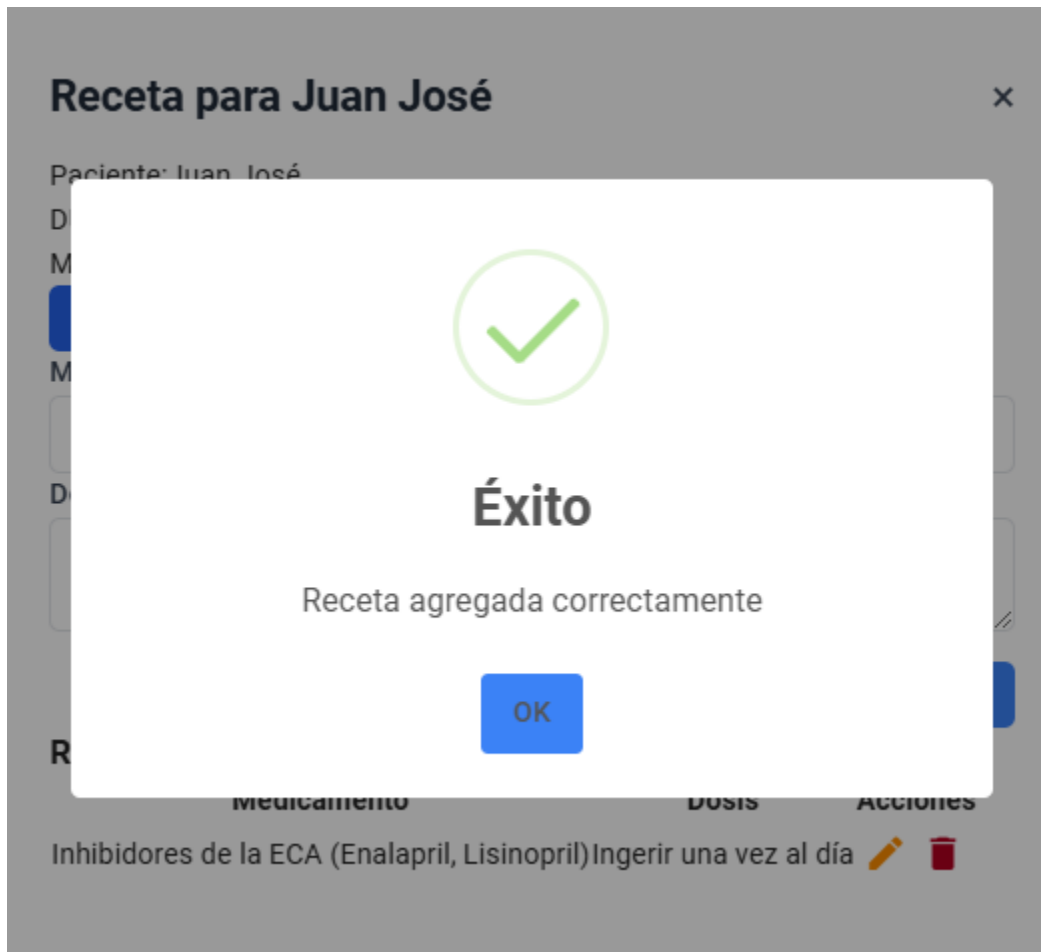 Receta para Juan José
×
Paciente: Juan José
D
M
M
D
Éxito
Receta agregada correctamente
OK
R
Medicamento Dosis Acciones
Inhibidores de la ECA (Enalapril, Lisinopril) Ingerir una vez al día